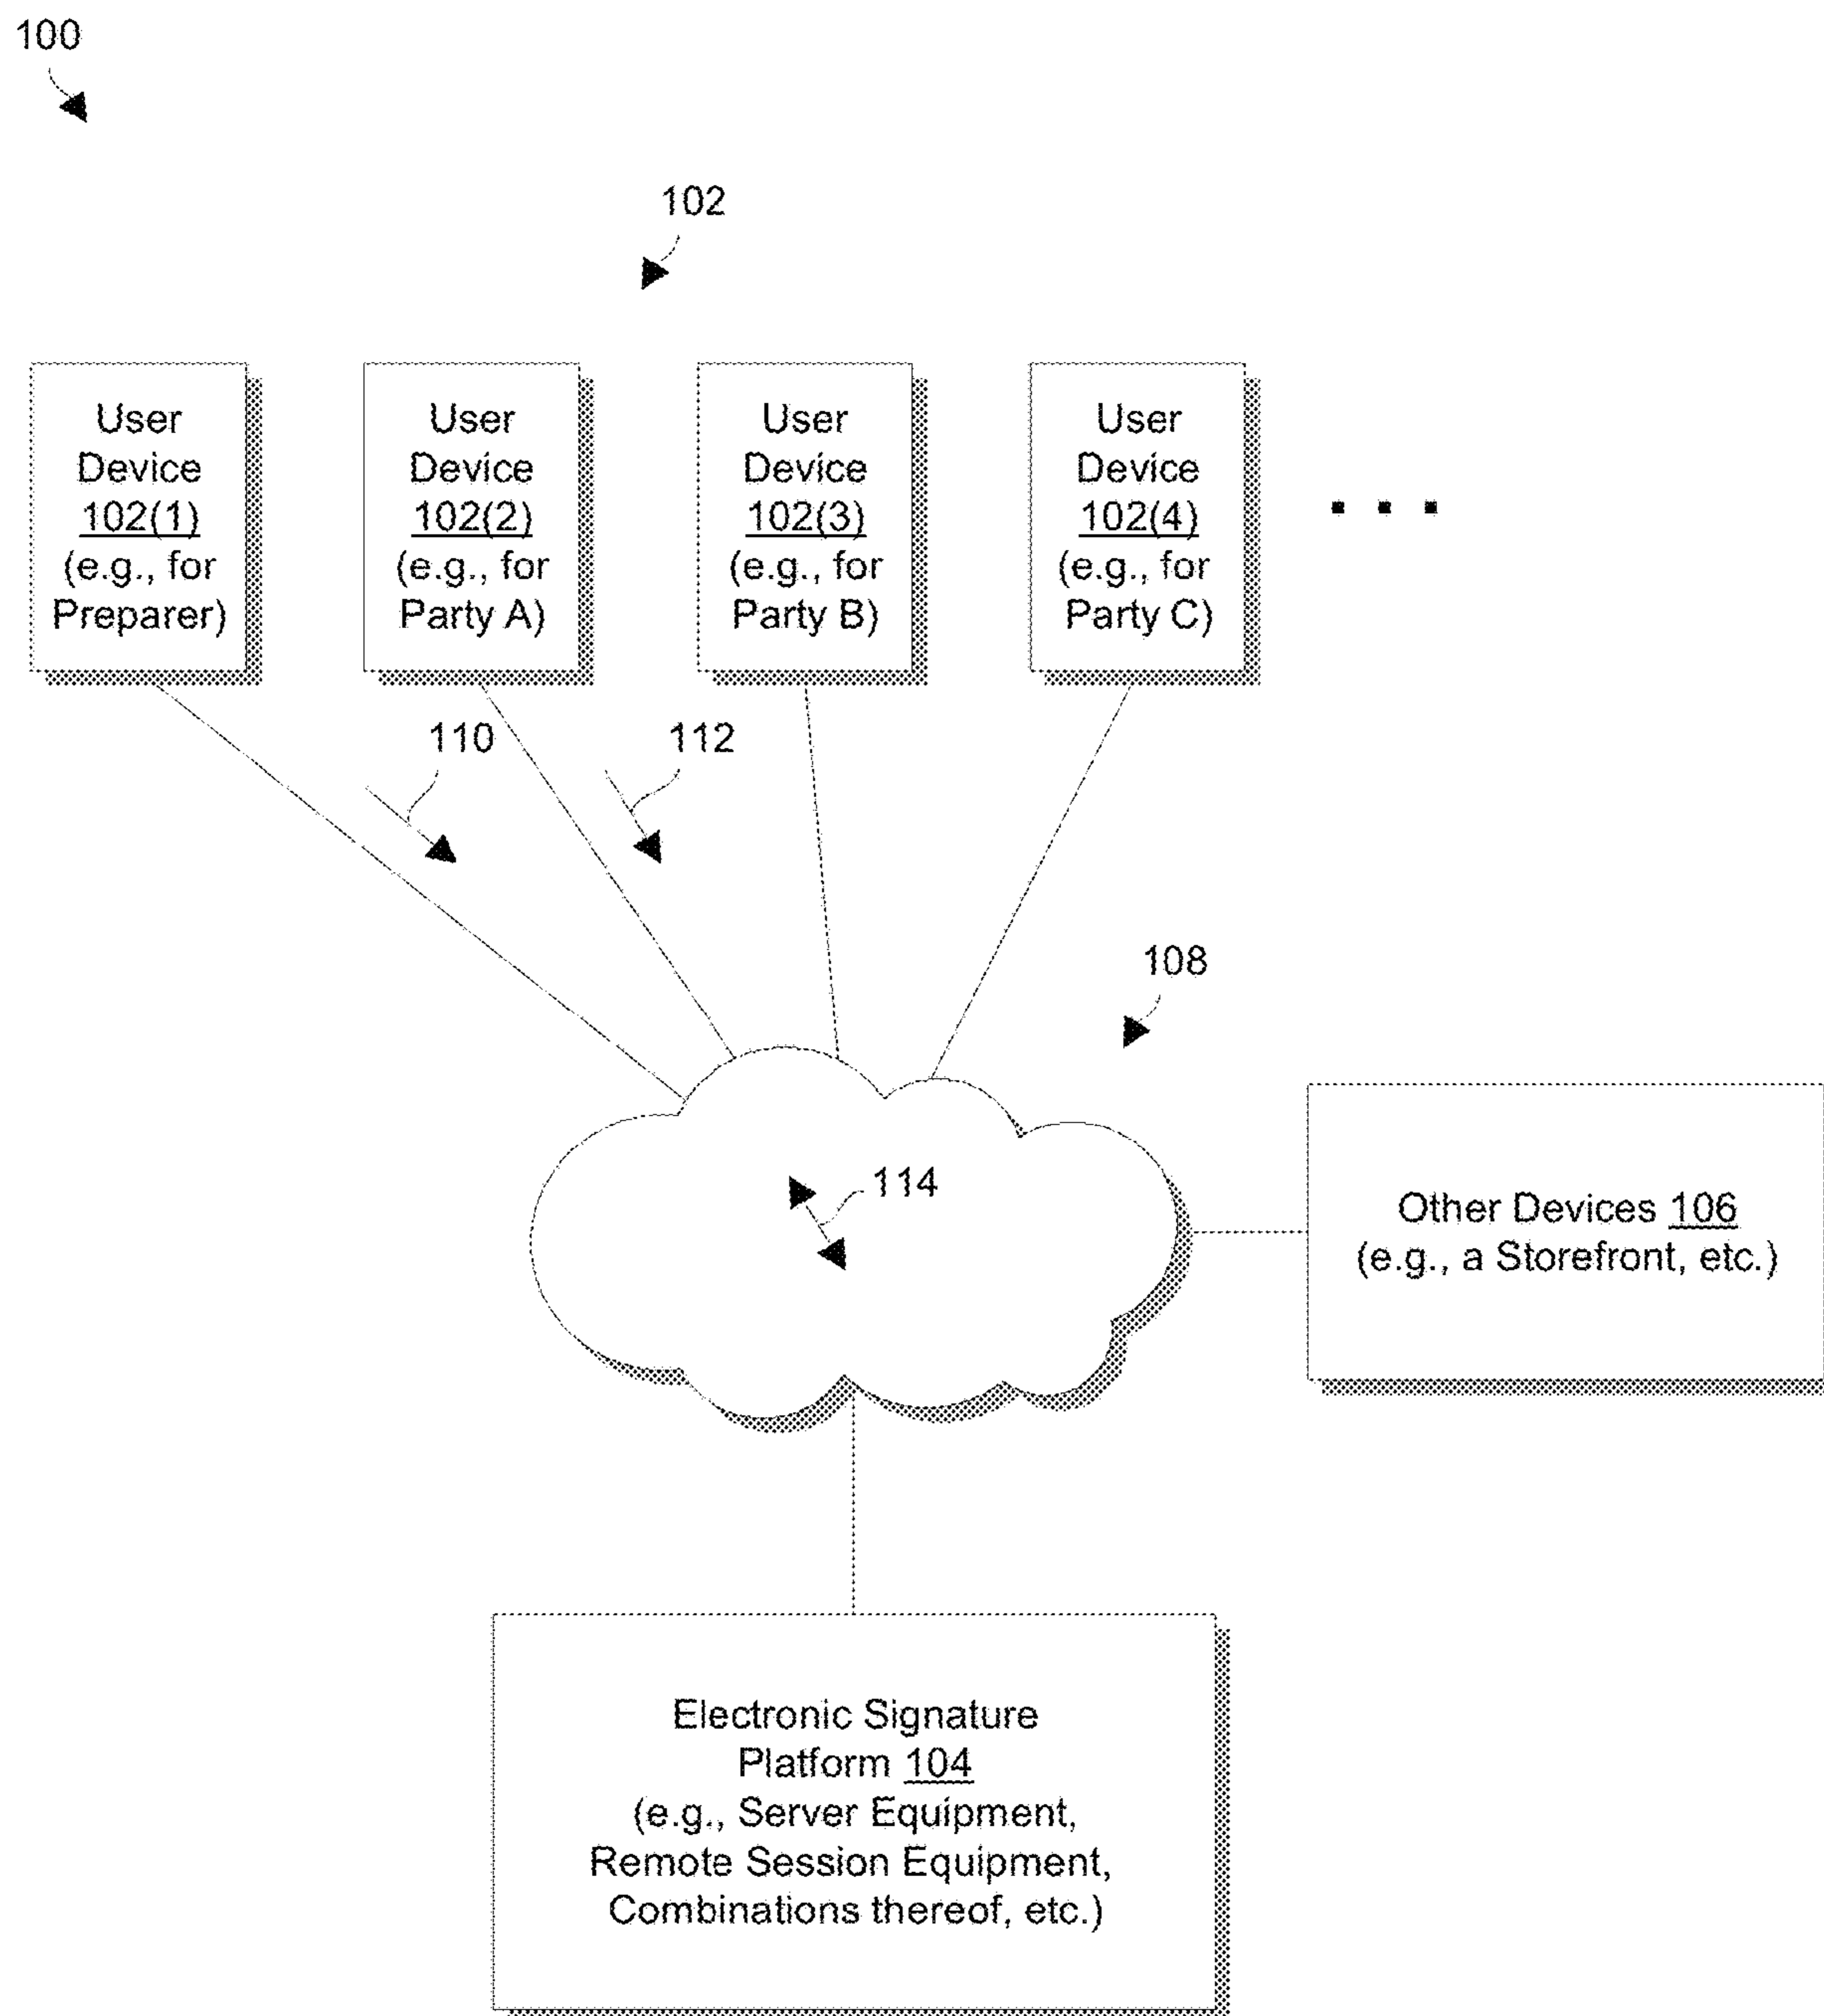 100
102
User
Device
102(1)
(e.g., for
Preparer)
User
Device
102(2)
(e.g., for
Party A)
User
Device
102(3)
(e.g., for
Party B)
User
Device
102(4)
(e.g., for
Party C)
110
112
108
114
Other Devices 106
(e.g., a Storefront, etc.)
Electronic Signature
Platform 104
(e.g., Server Equipment,
Remote Session Equipment,
Combinations thereof, etc.)